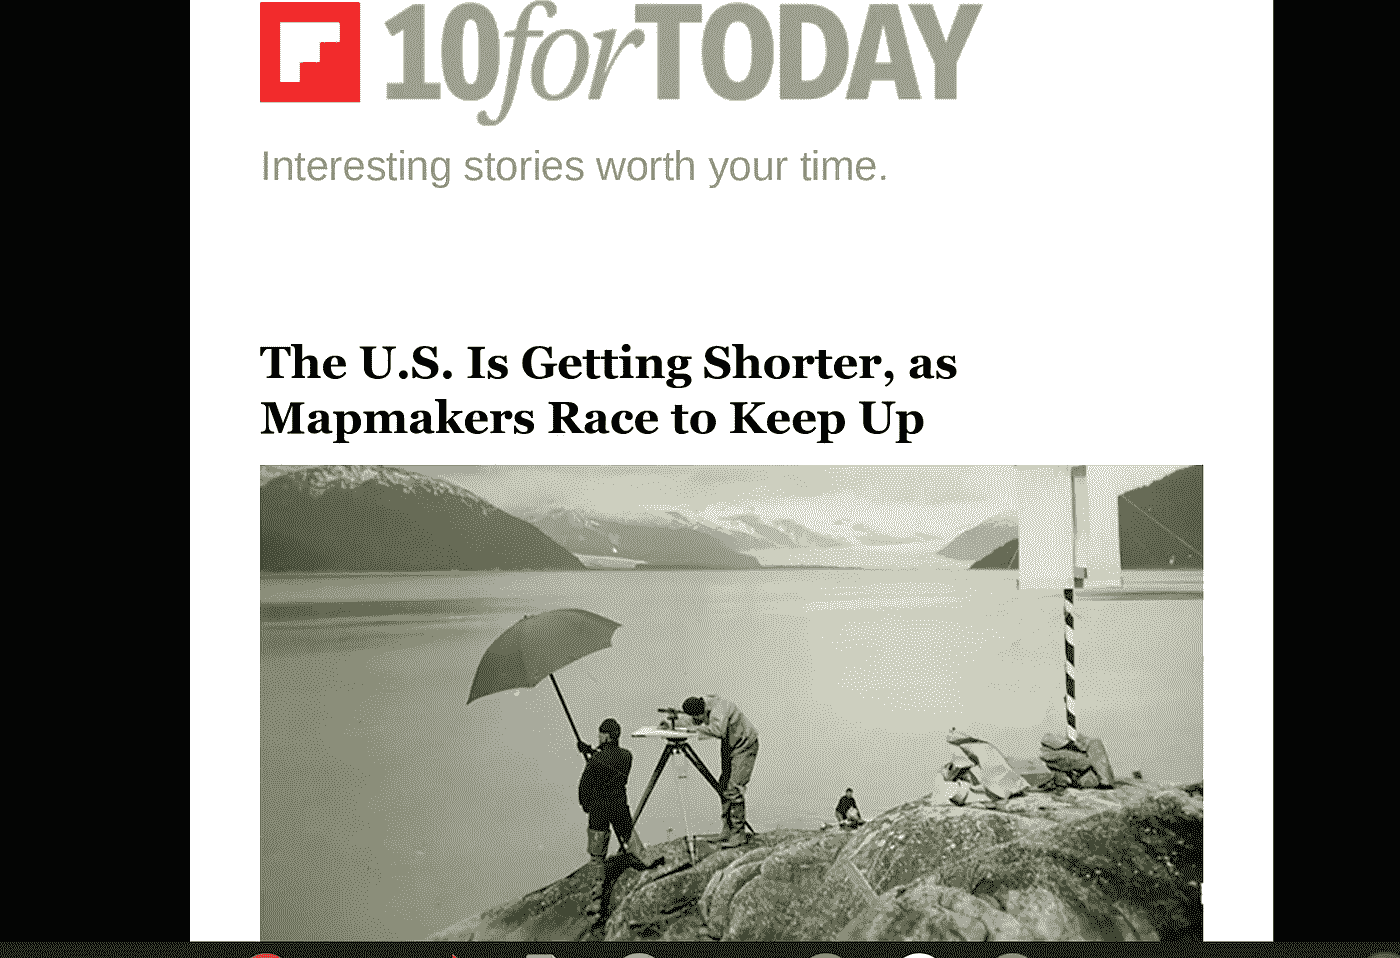 10forTODAY
Interesting stories worth your time.
The U.S. Is Getting Shorter, as
Mapmakers Race to Keep Up